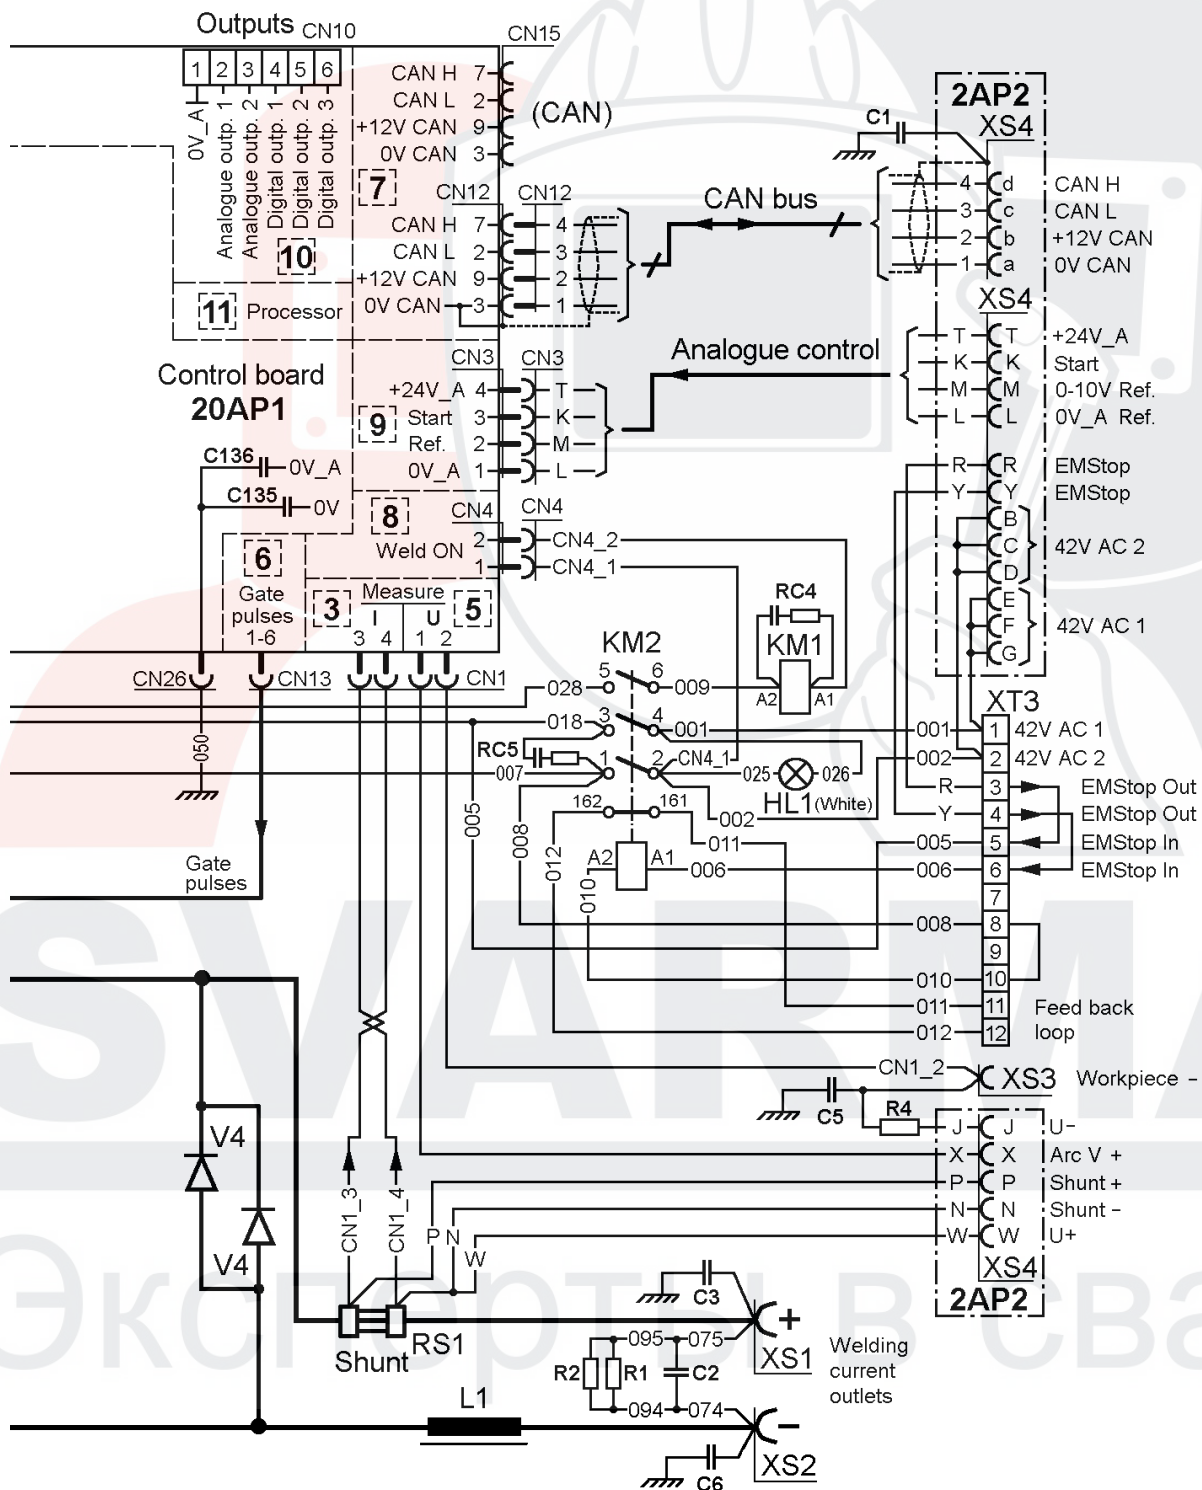 Outputs CN10
1 2 3 4 5 6
0V_A
Analogue outp. 1
Analogue outp. 2
Digital outp. 1
Digital outp. 2
Digital outp. 3
10
11 Processor
Control board
20AP1
CN15
CAN H 7
CAN L 2
+12V CAN 9
0V CAN 3
(CAN)
7
CN12 CN12
CAN H 7 4
CAN L 2 3
+12V CAN 9 2
0V CAN 3 1
CAN bus
C1
2AP2
XS4
4 d CAN H
3 c CAN L
2 b +12V CAN
1 a 0V CAN
CN3 CN3
+24V_A 4 T
9 Start 3 K
Ref. 2 M
0V_A 1 L
Analogue control
XS4
T T +24V_A
K K Start
M M 0-10V Ref.
L L 0V_A Ref.
R R EMStop
Y Y EMStop
B
C 42V AC 2
D
E
F 42V AC 1
G
C136 0V_A
C135 0V
8
CN4 CN4
Weld ON
2 CN4_2
1 CN4_1
6
Gate
pulses
1-6
3 Measure 5
I U
3 4 1 2
CN26 CN13 CN1
050
Gate
pulses
RC4
KM1
A2 A1
KM2
028 5 6 009
018 3 4 001
RC5
007 1 2 CN4_1
025 026
HL1 (White)
002
162 161
011
A2 A1
006
005
008
012
010
XT3
001 1 42V AC 1
002 2 42V AC 2
R 3 EMStop Out
Y 4 EMStop Out
005 5 EMStop In
006 6 EMStop In
7
008 8
9
010 10
011 11 Feed back
012 12 loop
CN1_2 XS3 Workpiece –
C5
R4
J J U–
X X Arc V +
P P Shunt +
N N Shunt –
W W U+
XS4
2AP2
V4
V4
CN1_3
CN1_4
P N W
RS1
Shunt
C3
+
XS1
Welding
current
outlets
095 075
R2 R1 C2
094 074
L1
–
XS2
C6
SVARMA
Эксперты в сва